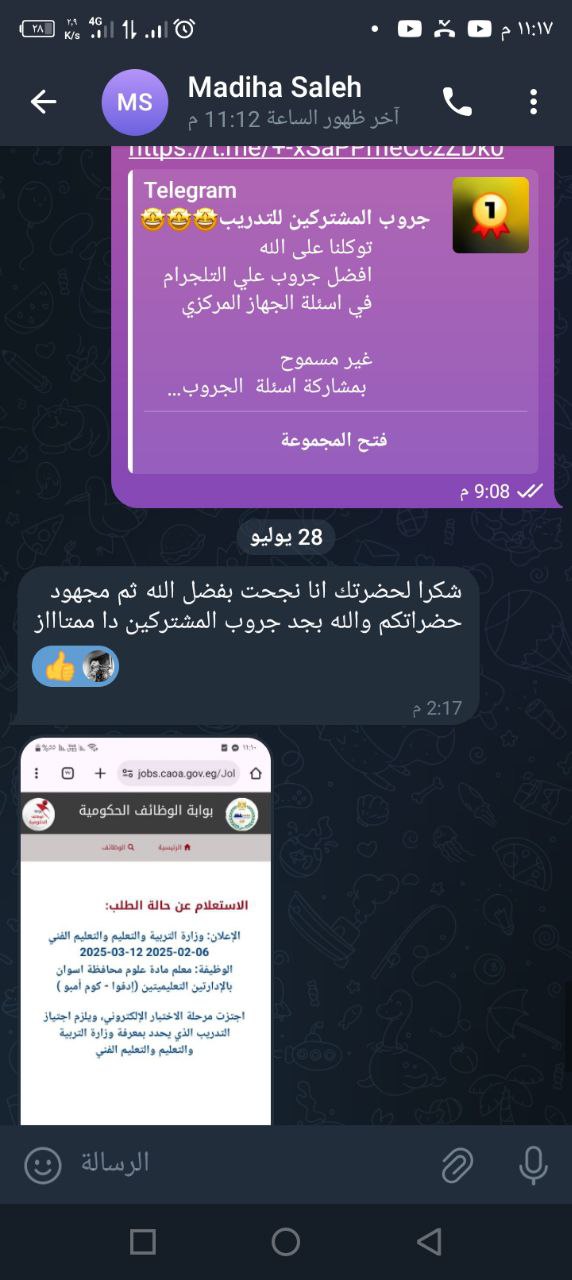 ١١:١٧ م
٢,٩ K/s
4G
٢٨
MS
Madiha Saleh
آخر ظهور الساعة 11:12 م
https://t.me/+-xSaPPmeCczZDk0
Telegram
جروب المشتركين للتدريب🤩🤩🤩
توكلنا على الله
افضل جروب علي التلجرام
في اسئلة الجهاز المركزي
غير مسموح
بمشاركة اسئلة الجروب...
1
فتح المجموعة
9:08 م
28 يوليو
شكرا لحضرتك انا نجحت بفضل الله ثم مجهود
حضراتكم والله بجد جروب المشتركين دا ممتاااز
👍
2:17 م
jobs.caoa.gov.eg/Jol
بوابة الوظائف الحكومية
الرئيسية
الوظائف
الاستعلام عن حالة الطلب:
الإعلان: وزارة التربية والتعليم والتعليم الفني
2025-03-12 2025-02-06
الوظيفة: معلم مادة علوم محافظة اسوان
بالإدارتين التعليميتين (إدفوا - كوم أمبو )
اجتزت مرحلة الاختبار الإلكتروني، ويلزم اجتياز
التدريب الذي يحدد بمعرفة وزارة التربية
والتعليم والتعليم الفني
الرسالة